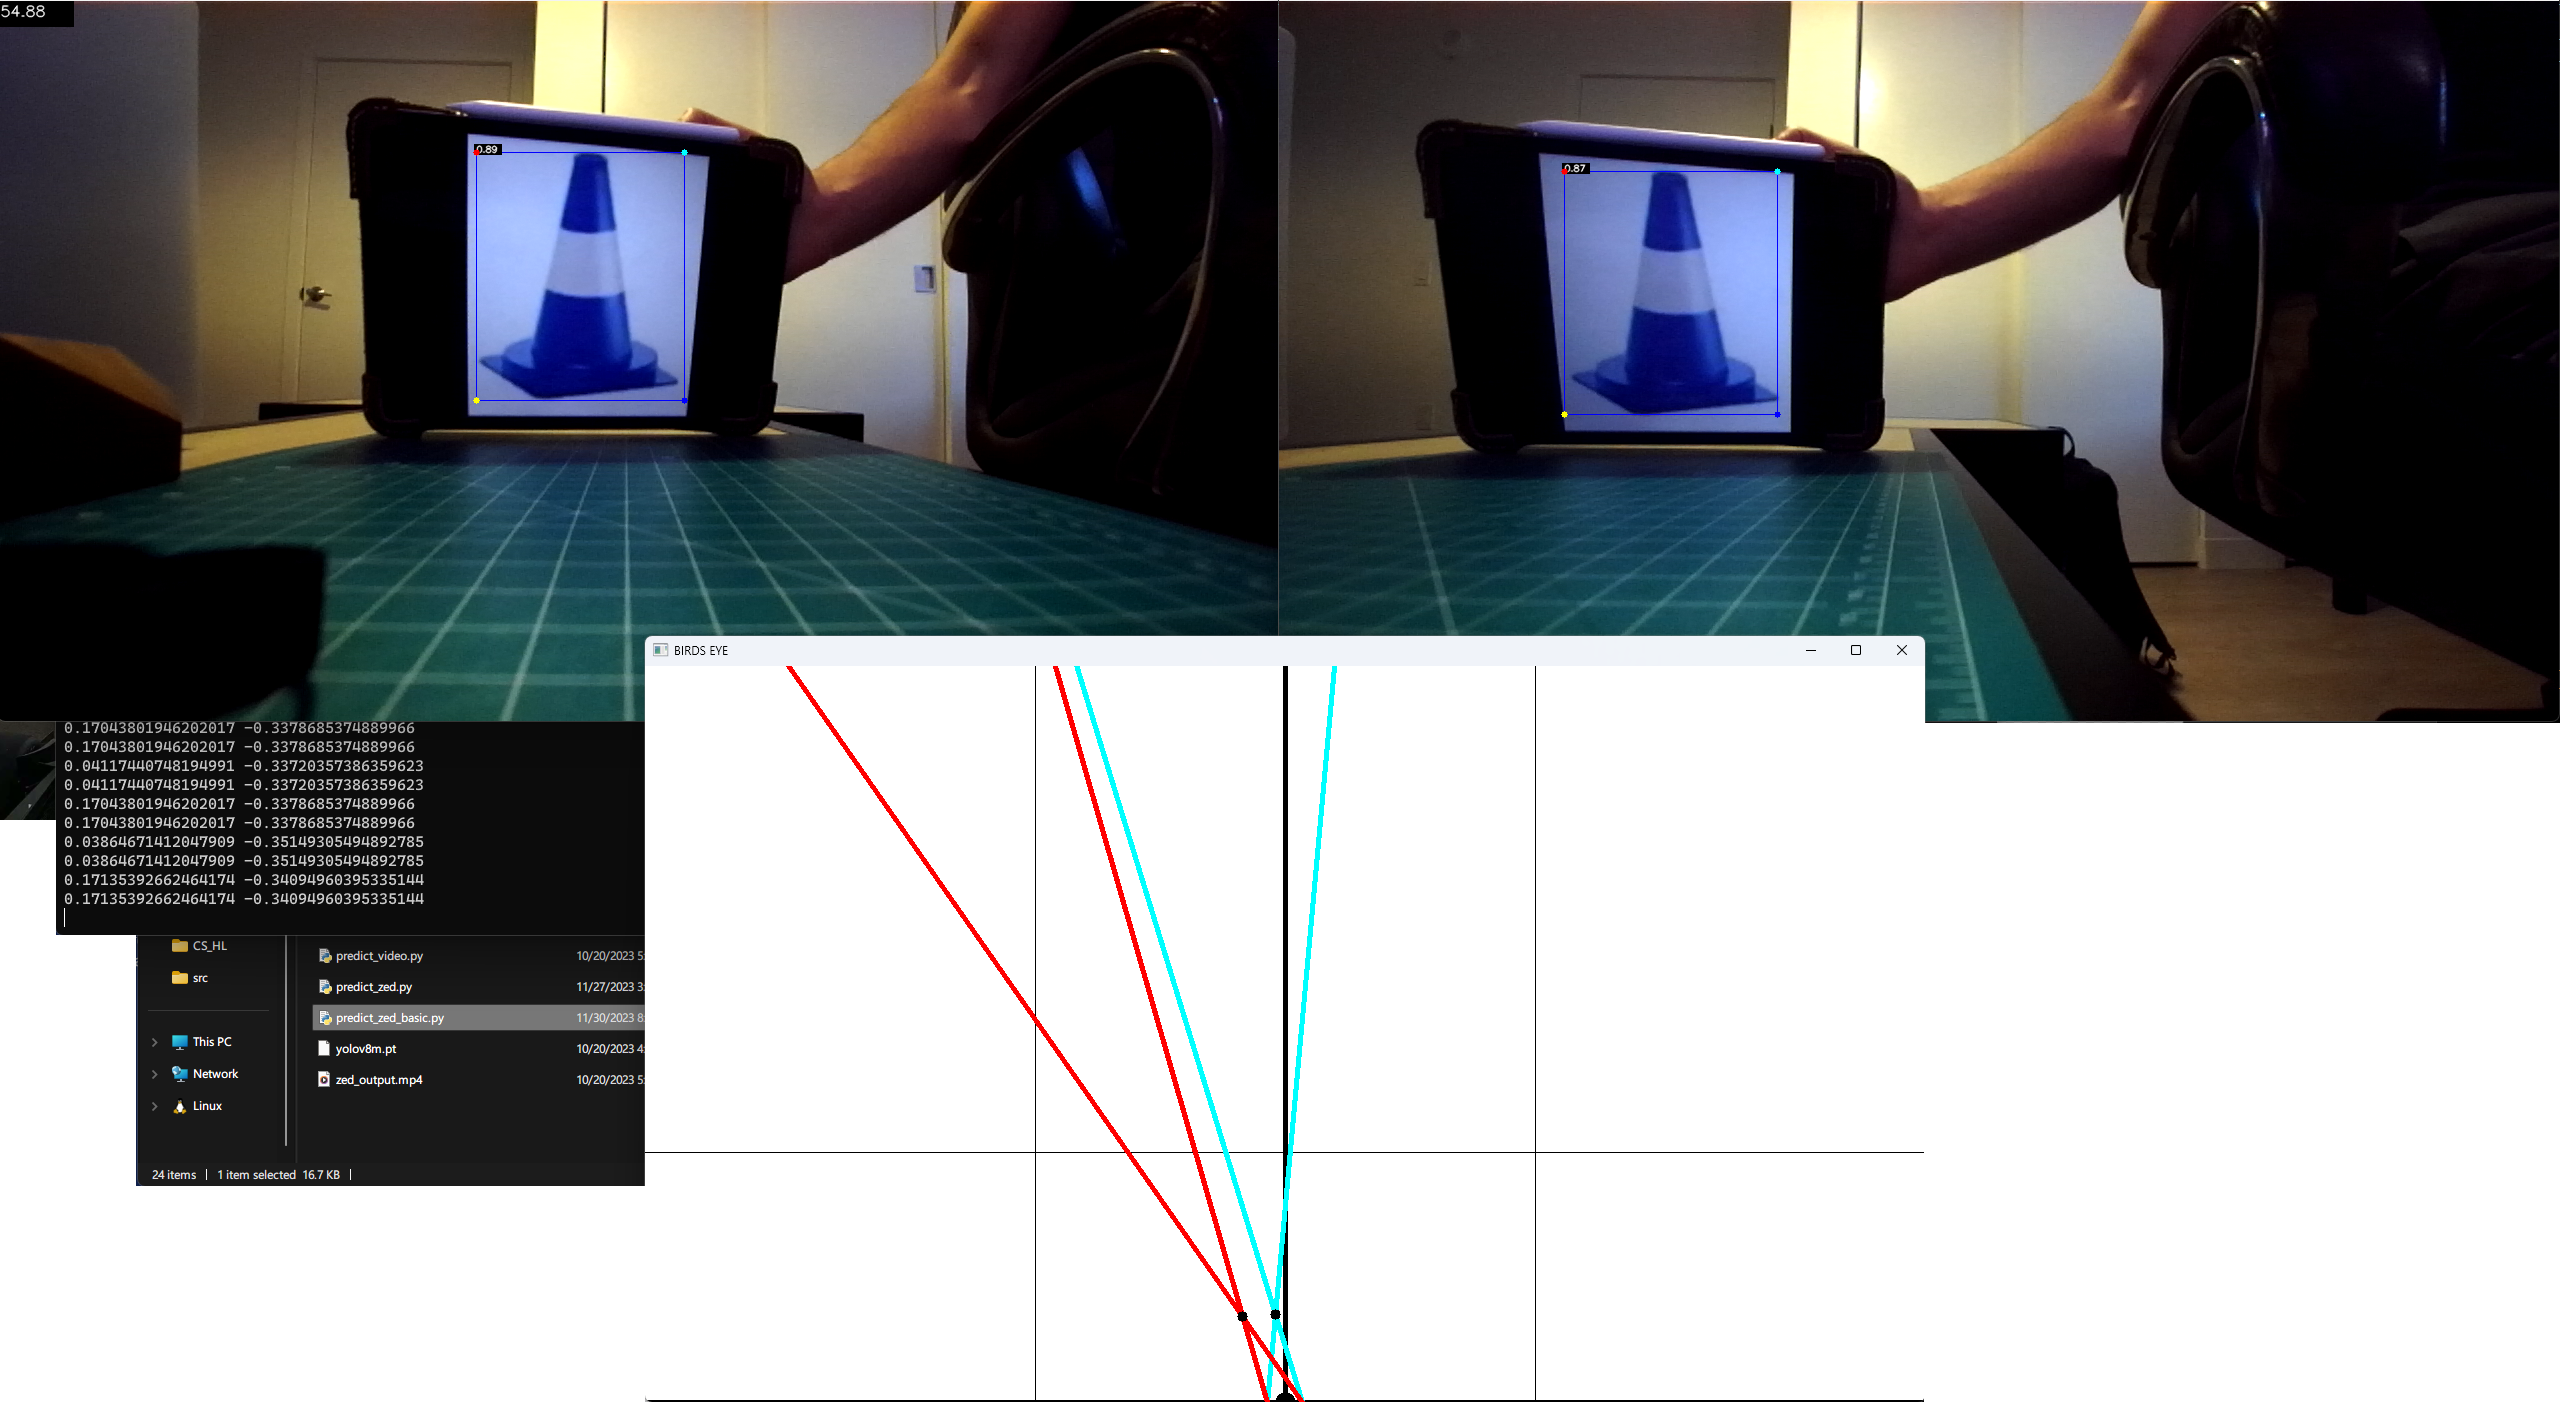 54.88
0.89
0.87
BIRDS EYE
0.17043801946202017 -0.3378685374889966
0.17043801946202017 -0.3378685374889966
0.04117440748194991 -0.33720357386359623
0.04117440748194991 -0.33720357386359623
0.17043801946202017 -0.3378685374889966
0.17043801946202017 -0.3378685374889966
0.03864671412047909 -0.35149305494892785
0.03864671412047909 -0.35149305494892785
0.17135392662464174 -0.34094960395335144
0.17135392662464174 -0.34094960395335144
CS_HL
src
This PC
Network
Linux
predict_video.py 10/20/2023 5:
predict_zed.py 11/27/2023 3:
predict_zed_basic.py 11/30/2023 8:
yolov8m.pt 10/20/2023 4:
zed_output.mp4 10/20/2023 5:
24 items | 1 item selected 16.7 KB |